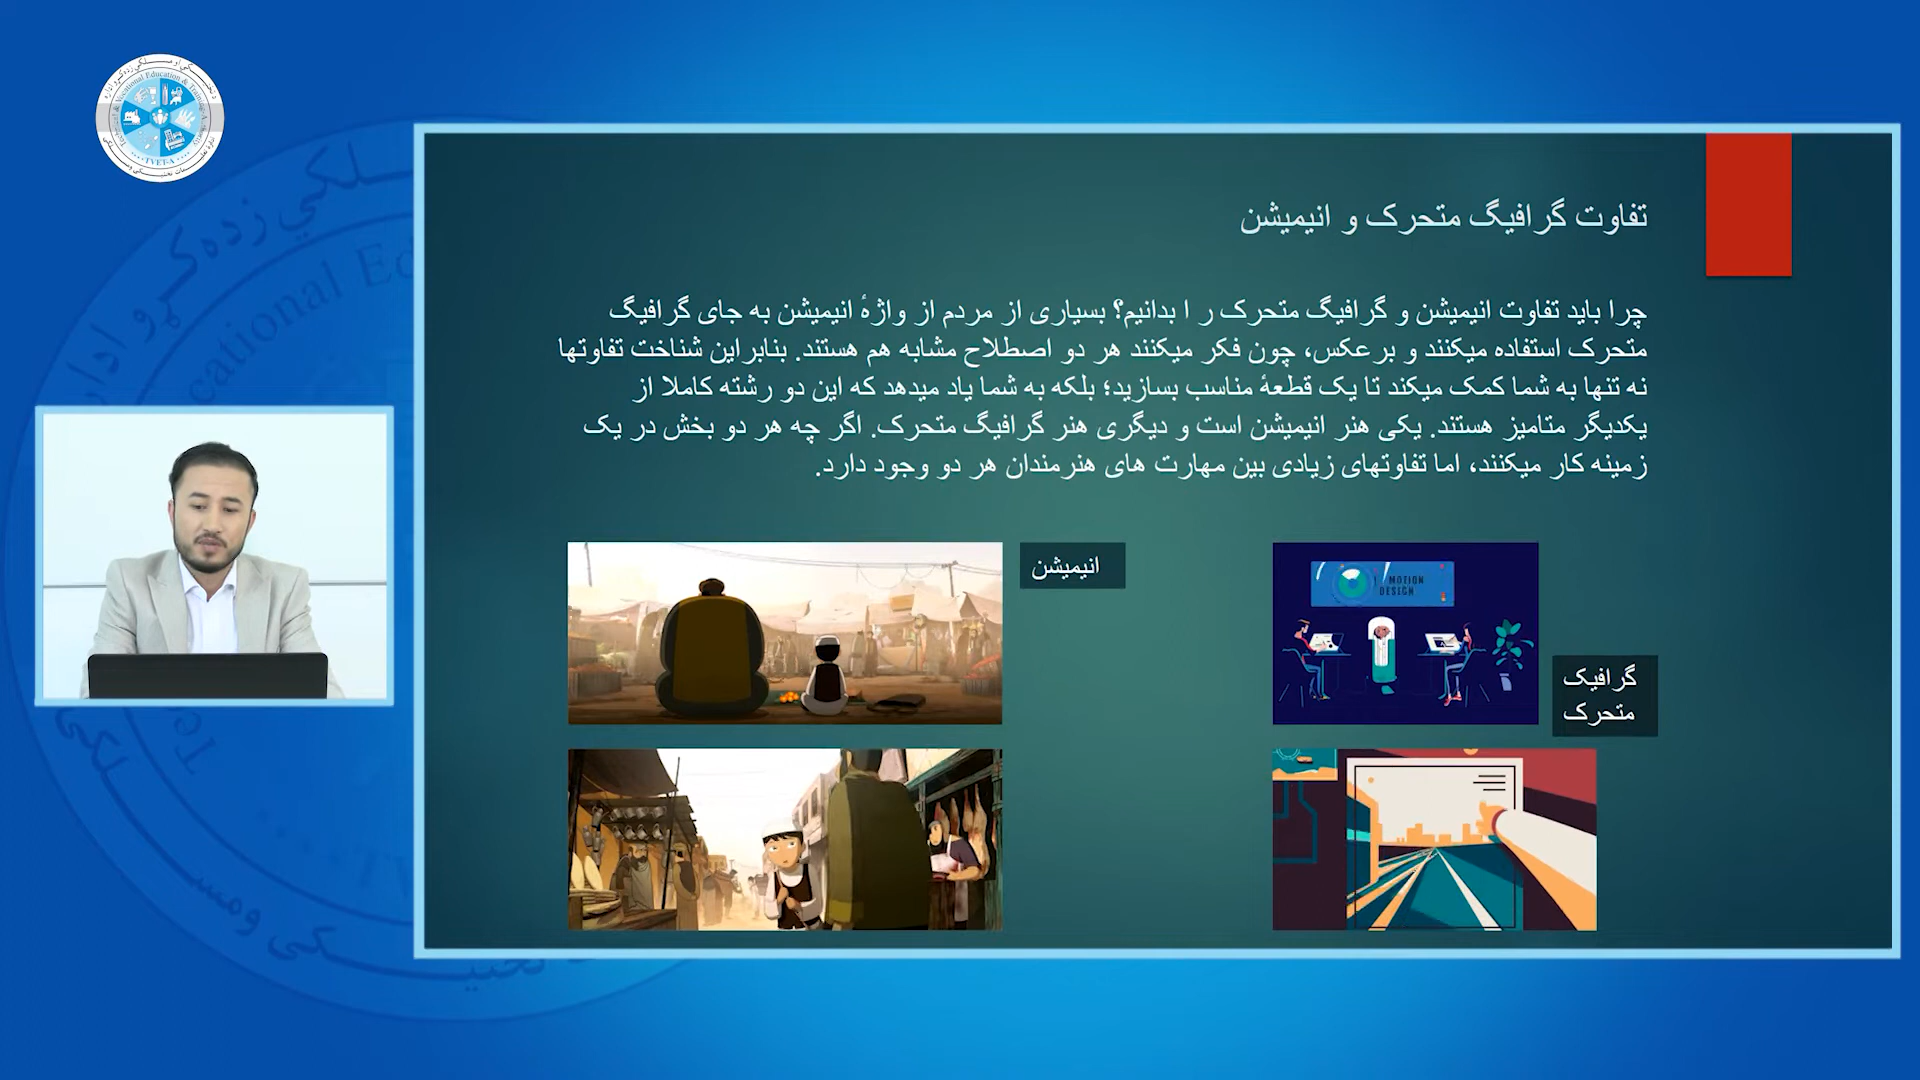 تفاوت گرافیگ متحرک و انیمیشن
چرا باید تفاوت انیمیشن و گرافیگ متحرک ر ا بدانیم؟ بسیاری از مردم از واژهٔ انیمیشن به جای گرافیگ
متحرک استفاده میکنند و برعکس، چون فکر میکنند هر دو اصطلاح مشابه هم هستند. بنابراین شناخت تفاوتها
نه تنها به شما کمک میکند تا یک قطعهٔ مناسب بسازید؛ بلکه به شما یاد میدهد که این دو رشته کاملا از
یکدیگر متامیز هستند. یکی هنر انیمیشن است و دیگری هنر گرافیگ متحرک. اگر چه هر دو بخش در یک
زمینه کار میکنند، اما تفاوتهای زیادی بین مهارت های هنرمندان هر دو وجود دارد.
انیمیشن
MOTION
DESIGN
گرافیک
متحرک
Technical & Vocational Education & Training
TVET-A